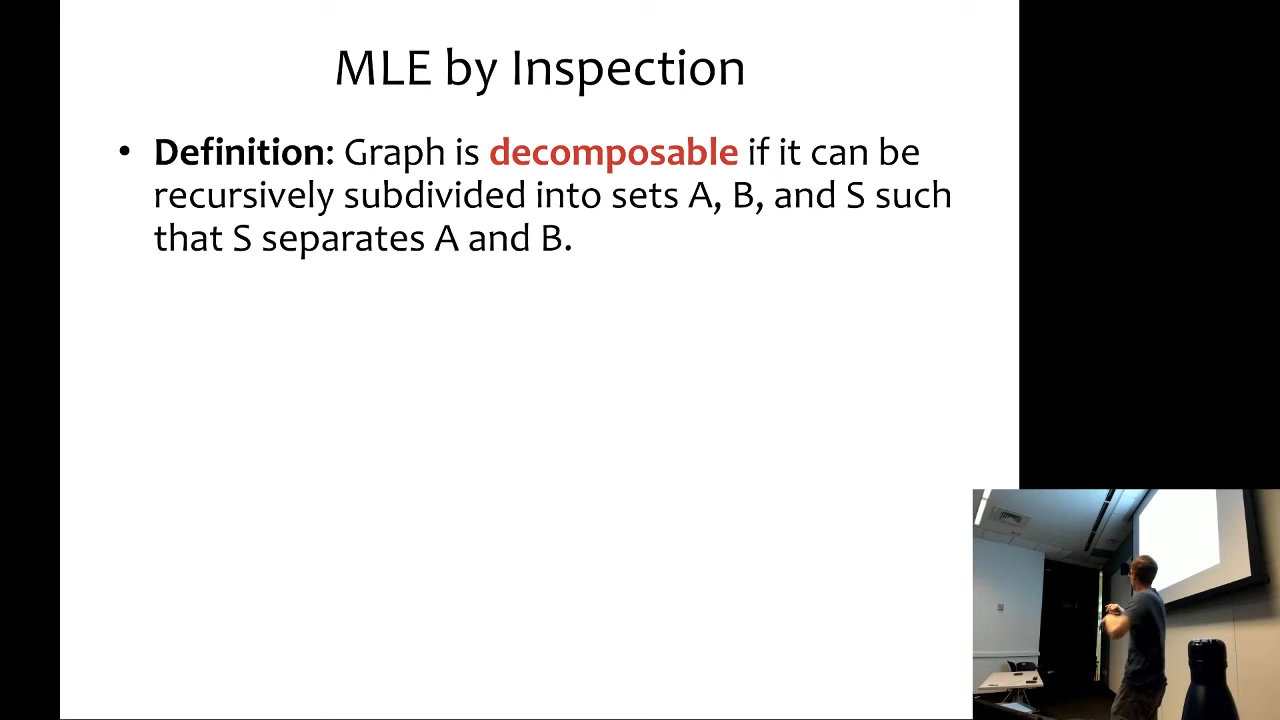 MLE by Inspection
• Definition: Graph is decomposable if it can be
recursively subdivided into sets A, B, and S such
that S separates A and B.